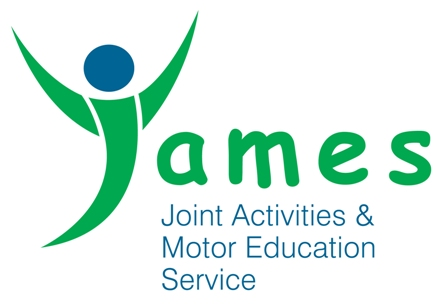 James
Joint Activities &
Motor Education
Service